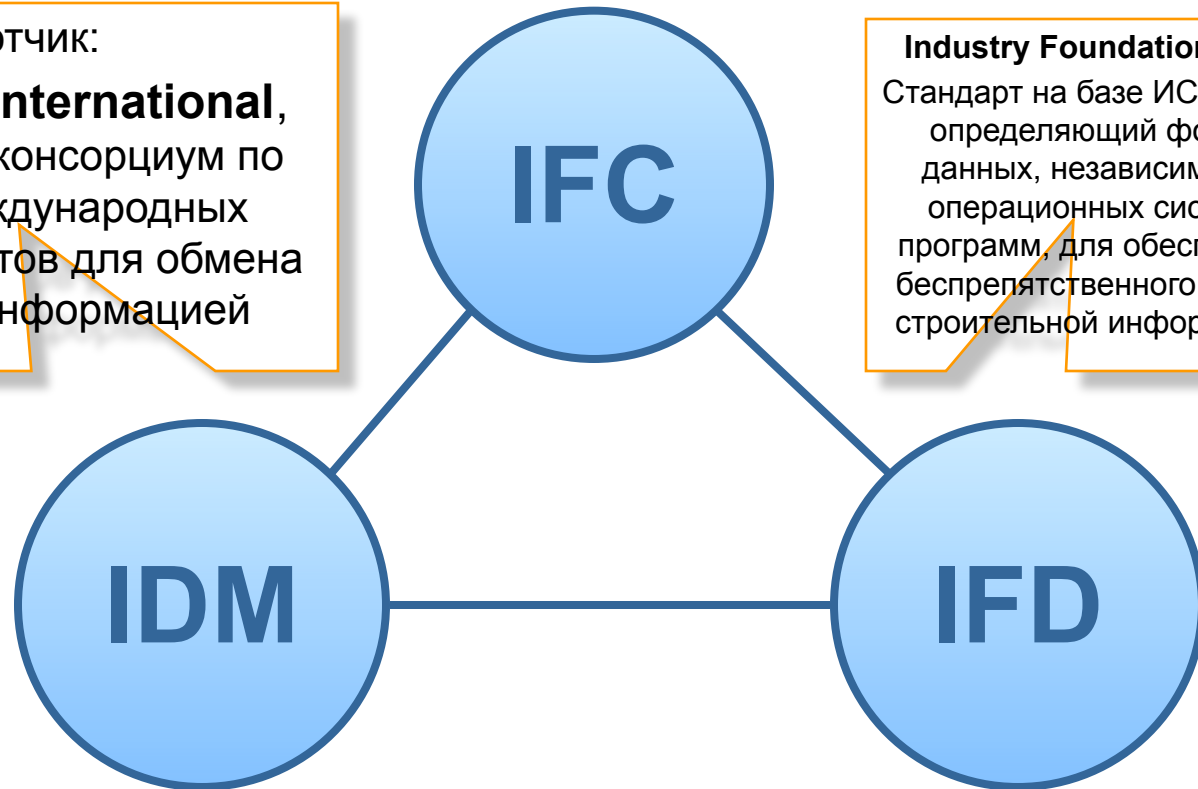 отчик:
nternational,
консорциум по
ждународных
тов для обмена
нформацией
IFC
Industry Foundation
Стандарт на базе ИС
определяющий фо
данных, независим
операционных сис
программ, для обесп
беспрепятственного
строительной инфор
IDM
IFD